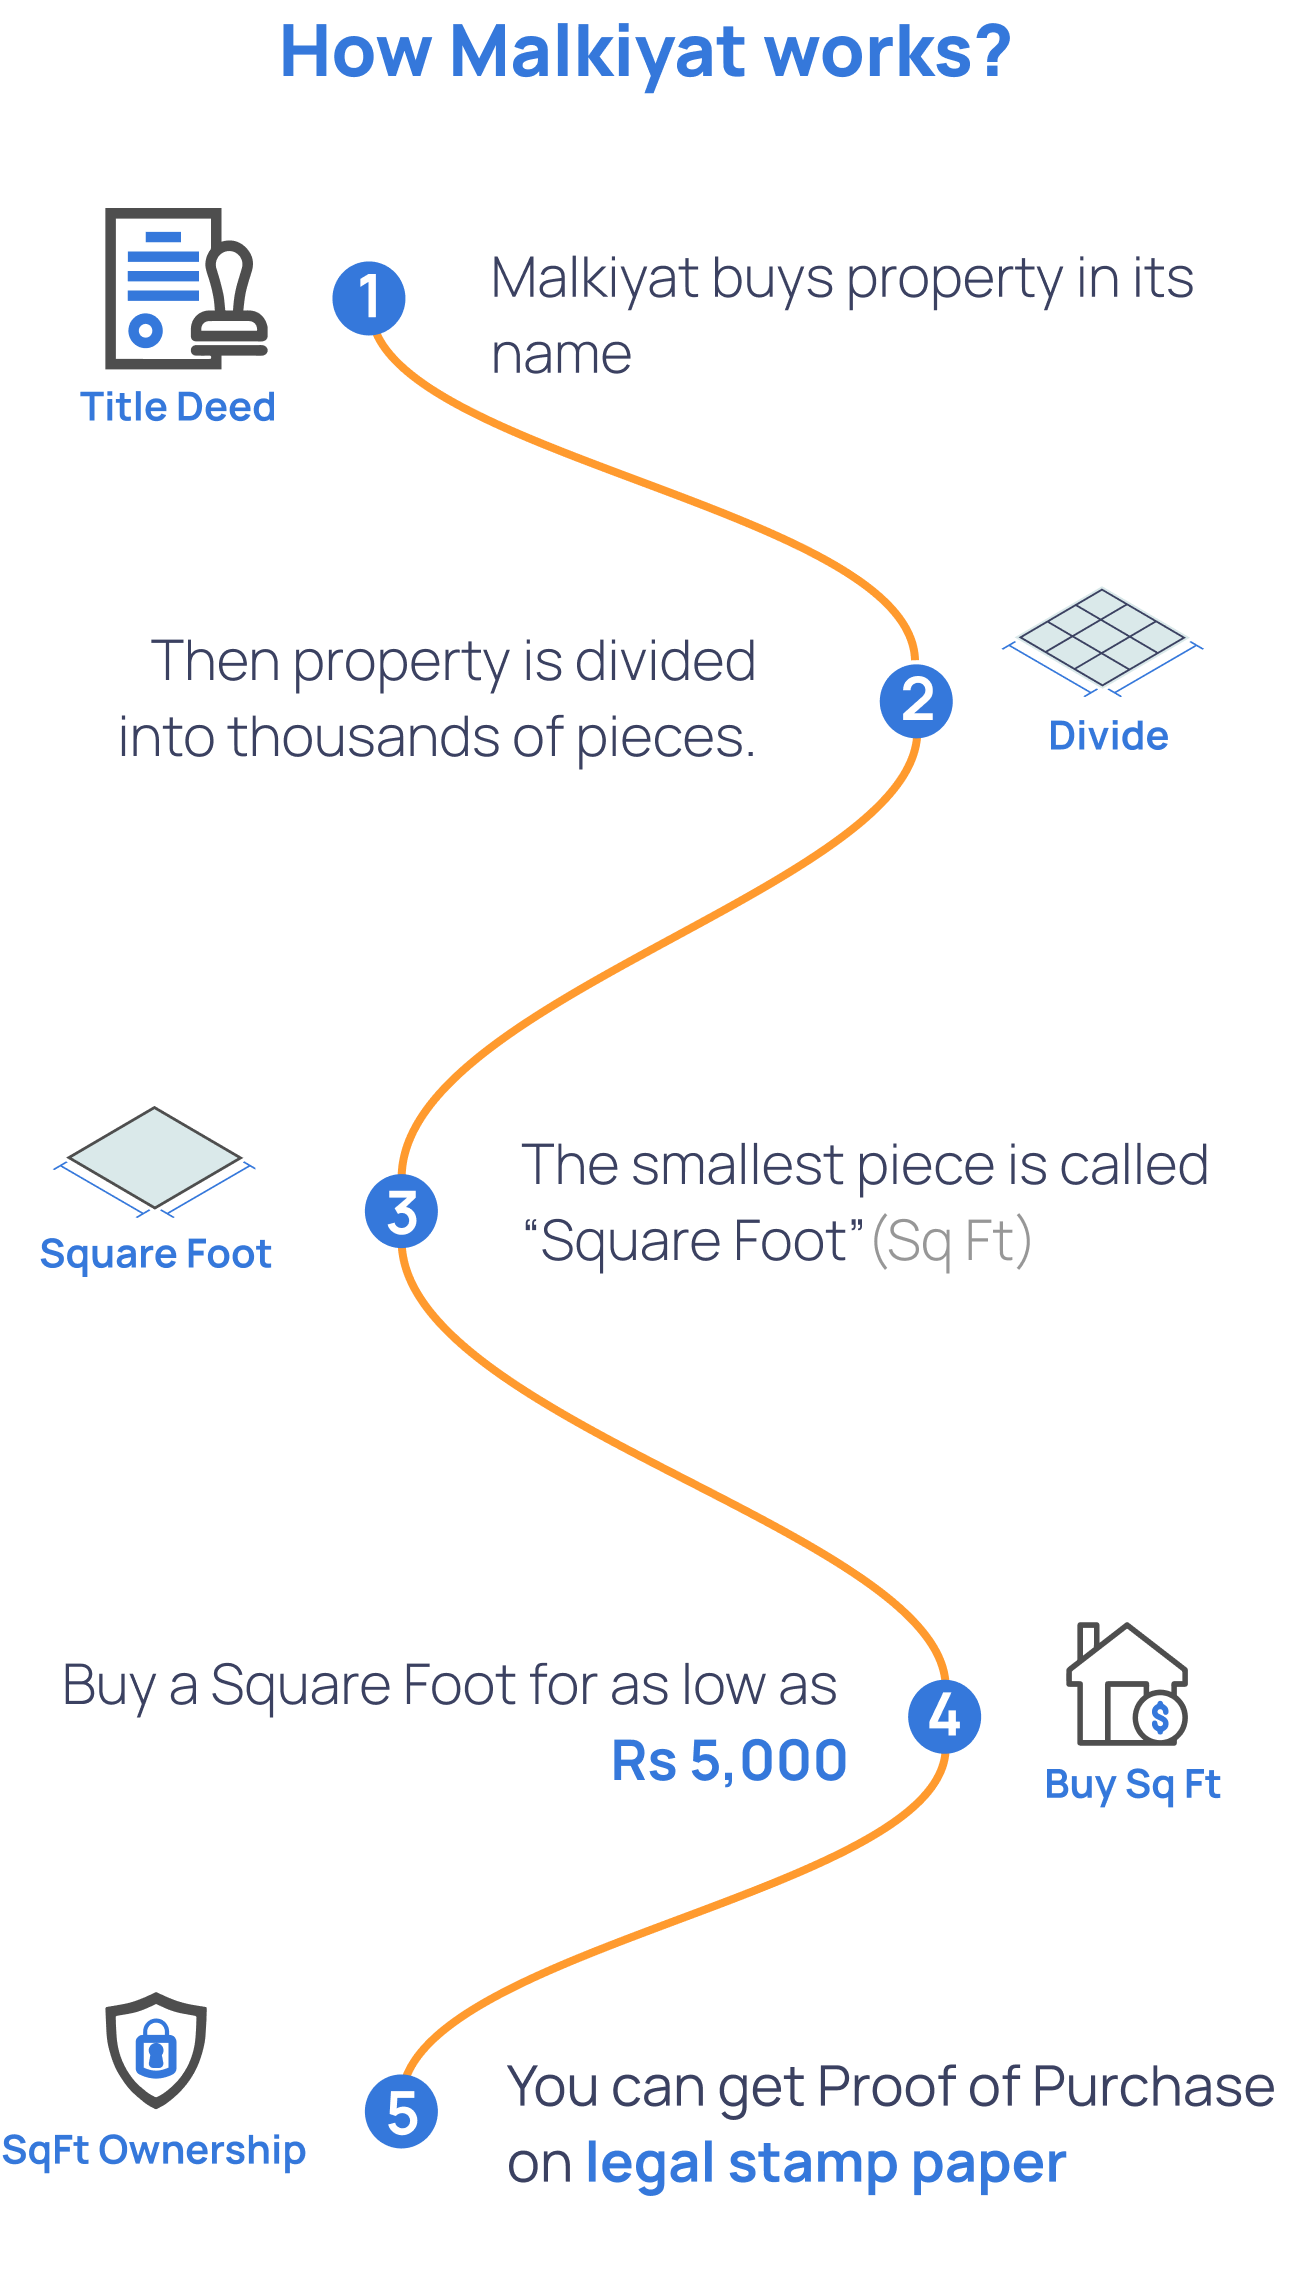 How Malkiyat works?
1
Malkiyat buys property in its
name
Title Deed
Then property is divided
into thousands of pieces.
2
Divide
3
The smallest piece is called
“Square Foot” (Sq Ft)
Square Foot
Buy a Square Foot for as low as
Rs 5,000
4
$
Buy Sq Ft
5
You can get Proof of Purchase
on legal stamp paper
SqFt Ownership